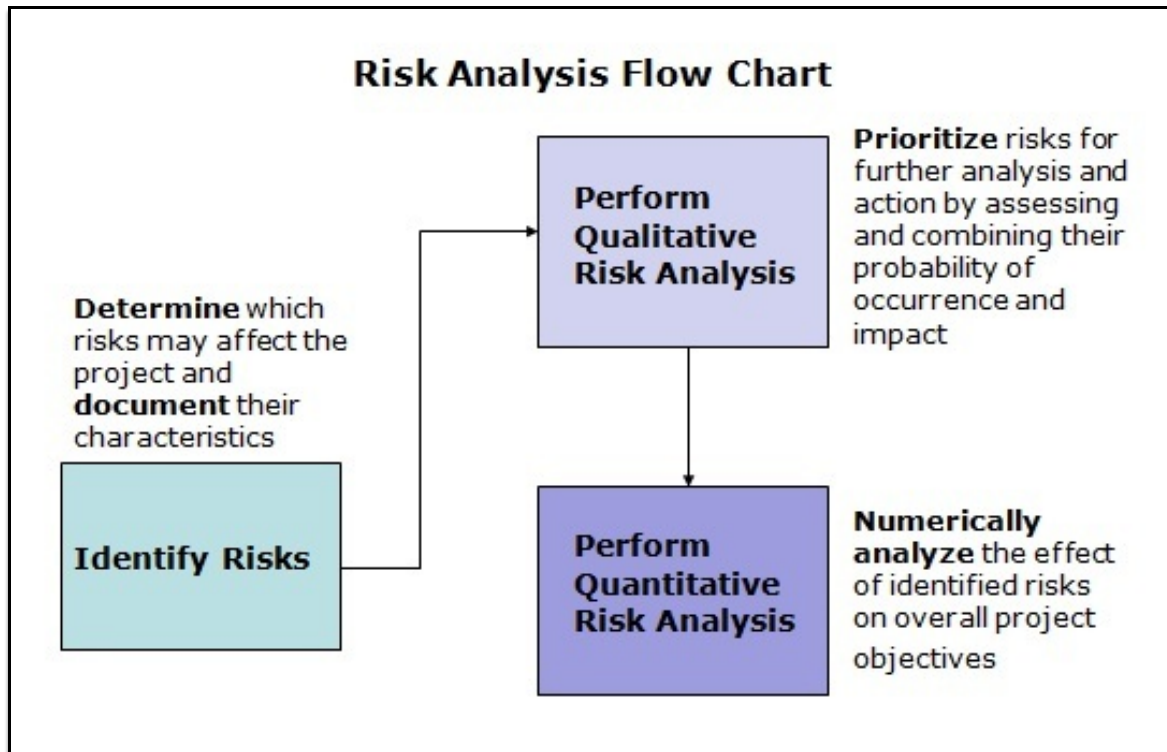 Risk Analysis Flow Chart
Determine which
risks may affect the
project and
document their
characteristics
Identify Risks
Perform
Qualitative
Risk Analysis
Prioritize risks for
further analysis and
action by assessing
and combining their
probability of
occurrence and
impact
Perform
Quantitative
Risk Analysis
Numerically
analyze the effect
of identified risks
on overall project
objectives